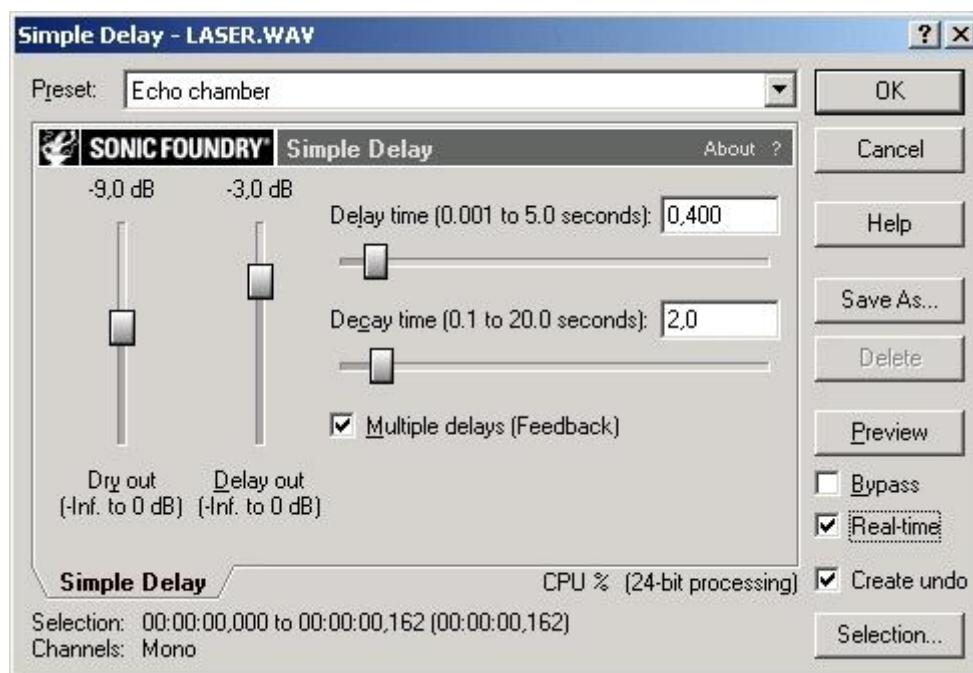 Simple Delay - LASER.WAV
Preset: Echo chamber
OK
SONIC FOUNDRY® Simple Delay About ?
Cancel
-9,0 dB -3,0 dB
Delay time (0.001 to 5.0 seconds): 0,400
Help
Decay time (0.1 to 20.0 seconds): 2,0
Save As...
Delete
Multiple delays (Feedback)
Preview
Dry out
(-Inf. to 0 dB)
Delay out
(-Inf. to 0 dB)
Bypass
Real-time
Simple Delay
CPU % (24-bit processing)
Create undo
Selection: 00:00:00,000 to 00:00:00,162 (00:00:00,162)
Channels: Mono
Selection...